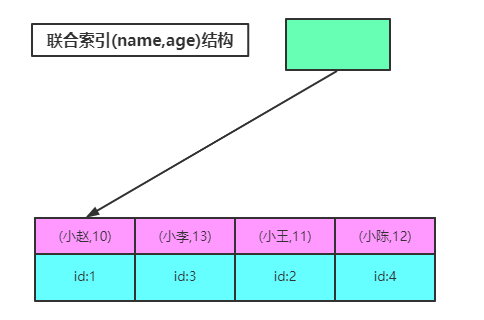 联合索引(name,age)结构
(小赵,10) (小李,13) (小王,11) (小陈,12)
id:1 id:3 id:2 id:4